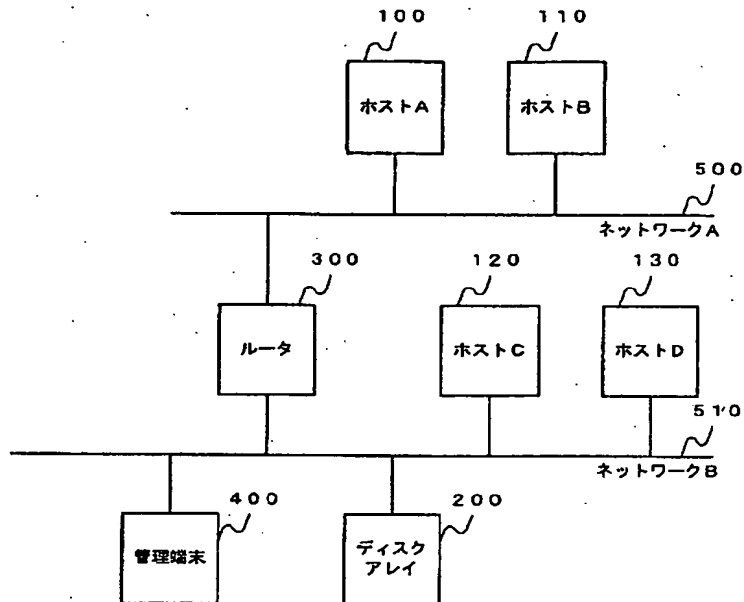 100
110
ホストA
ホストB
500
ネットワークA
300
120
130
ルータ
ホストC
ホストD
510
ネットワークB
400
200
管理端末
ディスク
アレイ